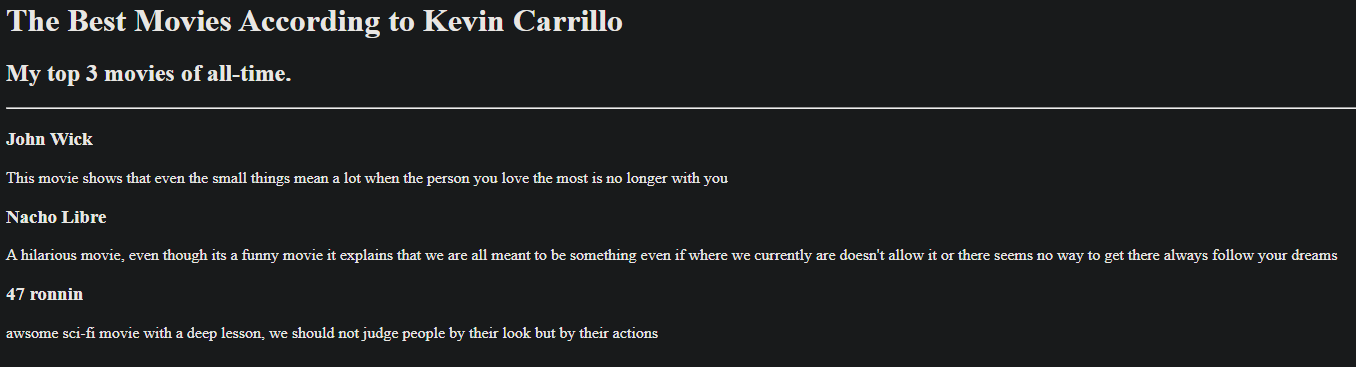 The Best Movies According to Kevin Carrillo
My top 3 movies of all-time.
John Wick
This movie shows that even the small things mean a lot when the person you love the most is no longer with you
Nacho Libre
A hilarious movie, even though its a funny movie it explains that we are all meant to be something even if where we currently are doesn't allow it or there seems no way to get there always follow your dreams
47 ronnin
awsome sci-fi movie with a deep lesson, we should not judge people by their look but by their actions